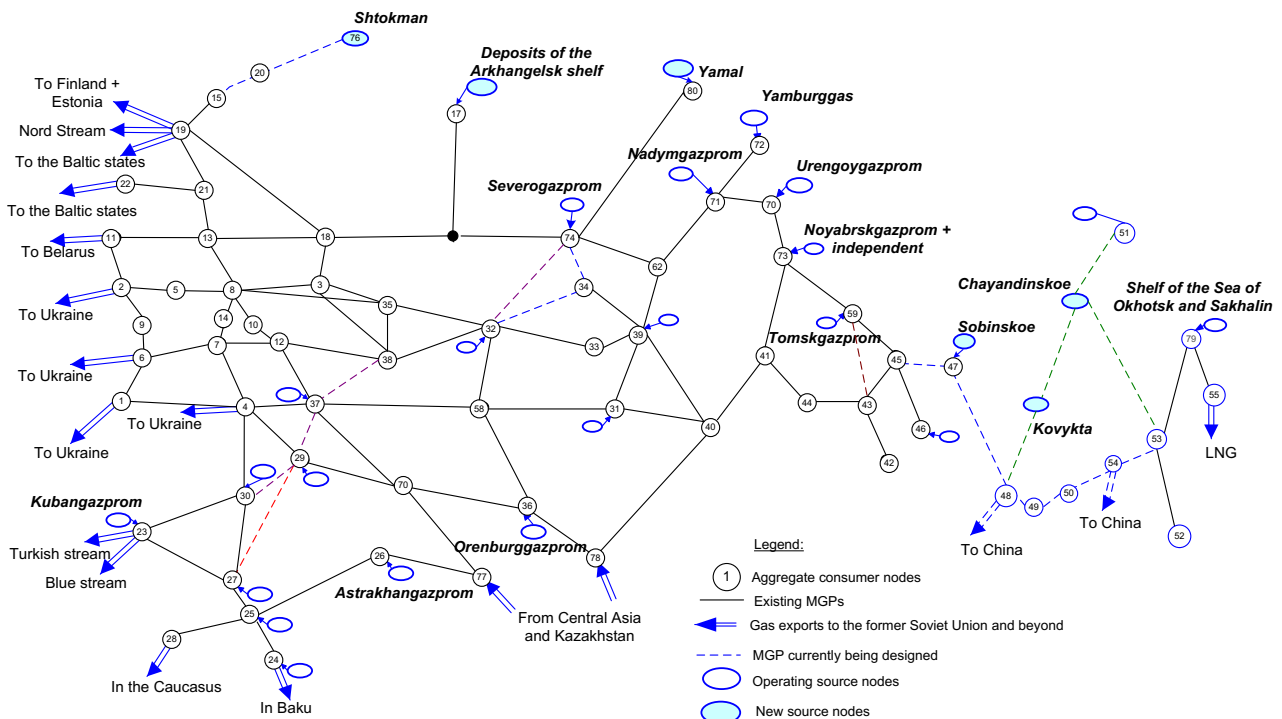 Shtokman
76
Deposits of the
Arkhangelsk shelf
20
Yamal
80
To Finland +
Estonia
15
17
Yamburggas
19
Nord Stream
72
To the Baltic states
Nadymgazprom
Urengoygazprom
22
21
Severogazprom
71
70
To the Baltic states
Noyabrskgazprom +
independent
51
11
13
18
74
To Belarus
73
62
Chayandinskoe
Shelf of the Sea of
Okhotsk and Sakhalin
2
5
8
3
34
35
59
To Ukraine
9
14
10
32
39
Tomskgazprom
Sobinskoe
79
6
7
12
38
33
41
45
47
To Ukraine
55
1
4
37
58
31
44
43
46
Kovykta
To Ukraine
40
53
LNG
To Ukraine
29
42
54
30
70
48
49
50
Kubangazprom
36
To China
23
52
Turkish stream
Orenburggazprom
To China
Blue stream
26
78
Legend:
27
Astrakhangazprom
77
1
Aggregate consumer nodes
Existing MGPs
25
From Central Asia
and Kazakhstan
Gas exports to the former Soviet Union and beyond
28
24
MGP currently being designed
In the Caucasus
Operating source nodes
In Baku
New source nodes